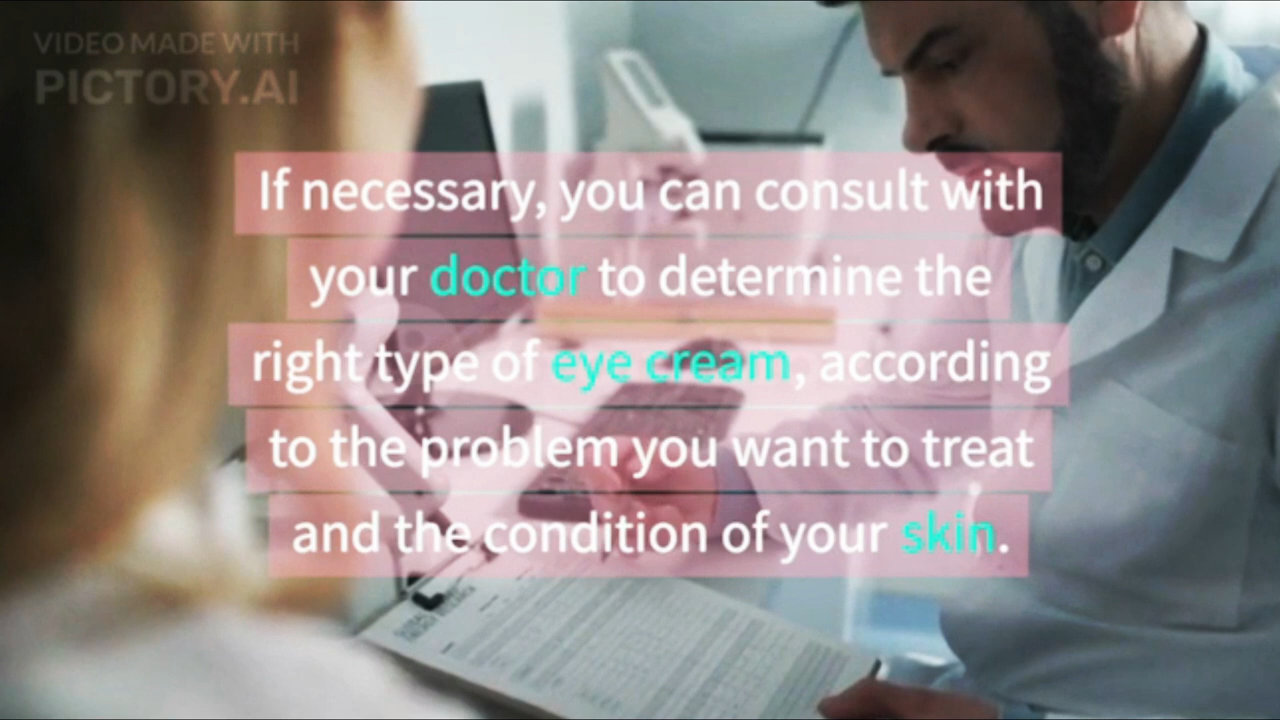 VIDEO MADE WITH
PICTORY.AI
If necessary, you can consult with
your doctor to determine the
right type of eye cream, according
to the problem you want to treat
and the condition of your skin.